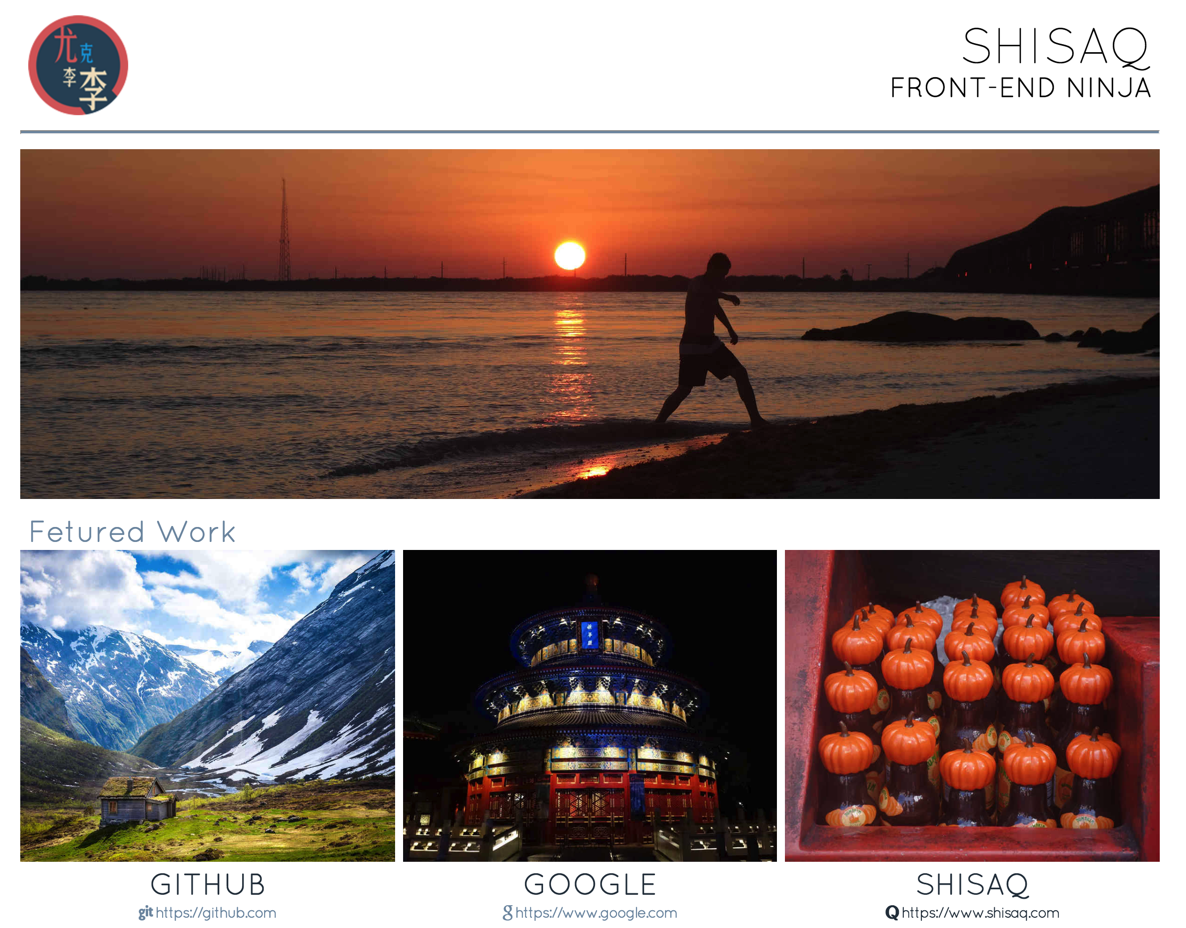 尤克
李李
SHISAQ
FRONT-END NINJA
Fetured Work
GITHUB
git https://github.com
GOOGLE
g https://www.google.com
SHISAQ
Q https://www.shisaq.com